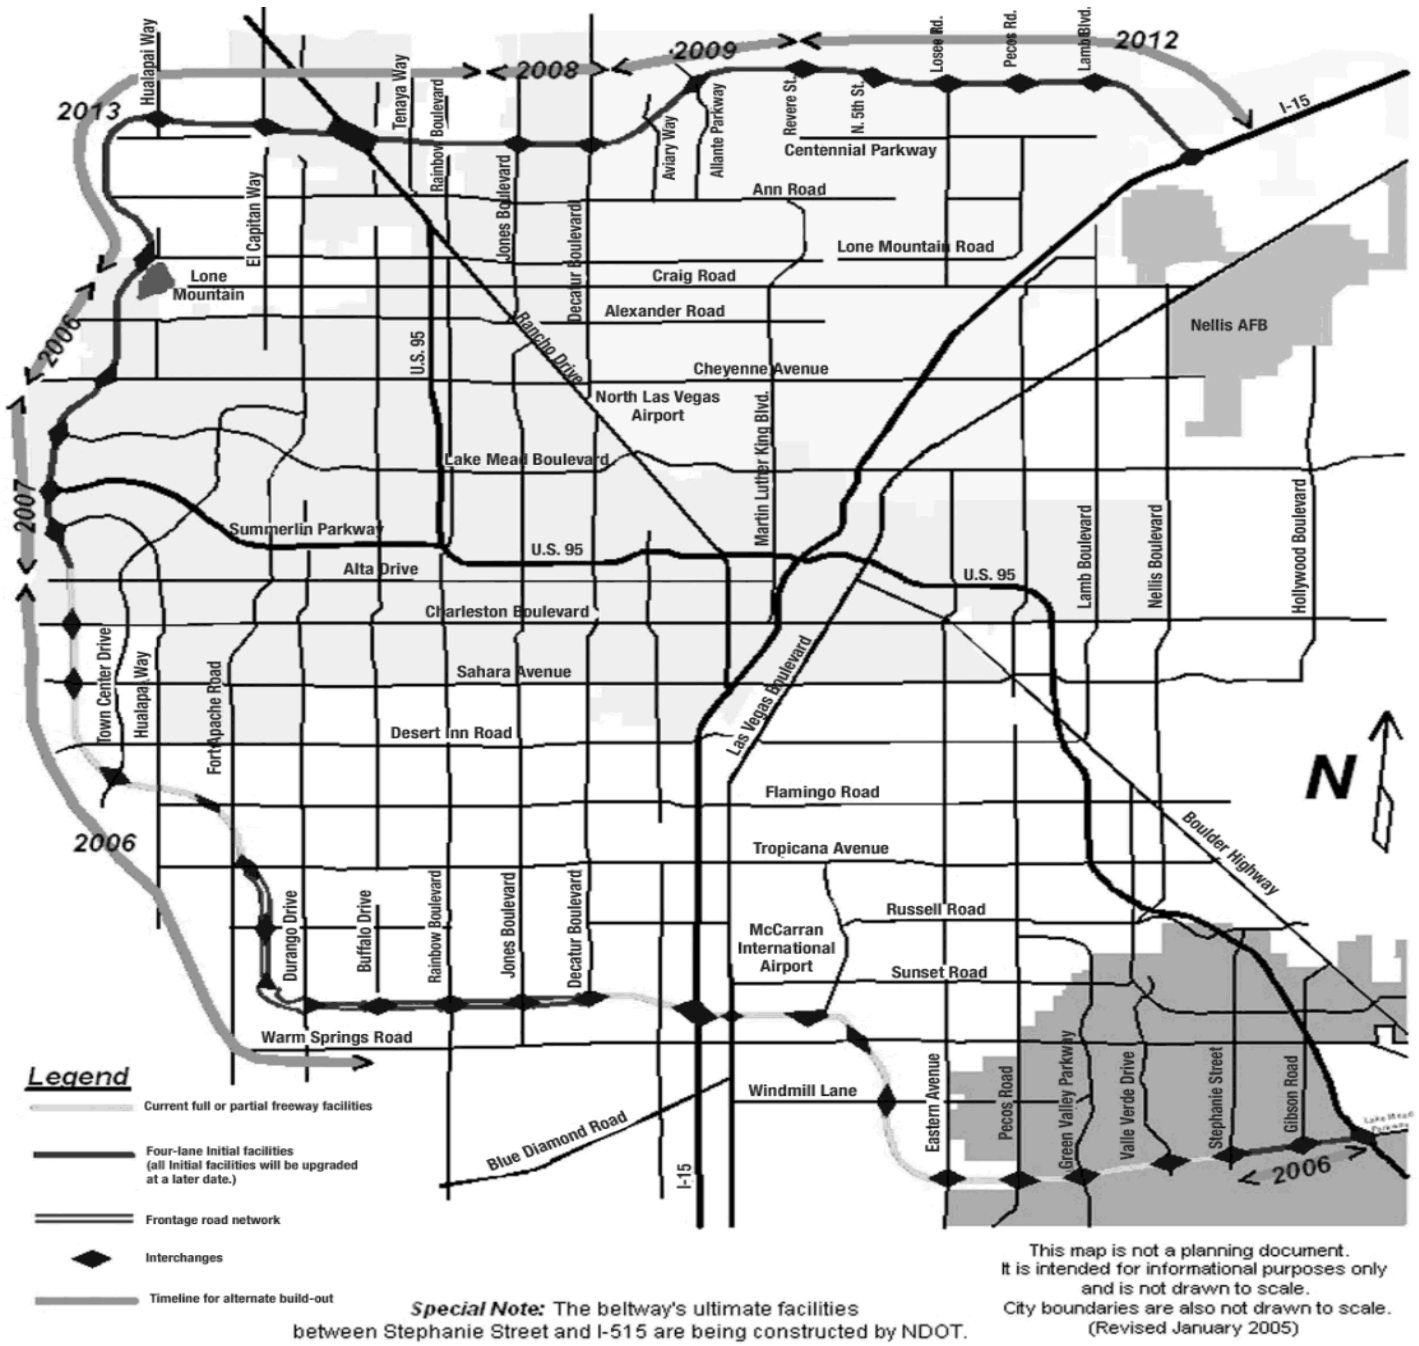 2009
2012
2008
2013
Hualapai Way
Tenaya Way
Rainbow Boulevard
Losee Rd.
Pecos Rd.
Lamb Blvd.
Revere St.
N. 5th St.
Aviary Way
Allante Parkway
I-15
Centennial Parkway
Ann Road
El Capitan Way
Jones Boulevard
Decatur Boulevard
Lone Mountain Road
Lone
Mountain
Craig Road
Alexander Road
2006
U.S. 95
Rancho Drive
Nellis AFB
Cheyenne Avenue
North Las Vegas
Airport
Martin Luther King Blvd.
Lake Mead Boulevard
2007
Summerlin Parkway
U.S. 95
Alta Drive
U.S. 95
Lamb Boulevard
Nellis Boulevard
Hollywood Boulevard
Charleston Boulevard
Town Center Drive
Hualapai Way
Fort Apache Road
Sahara Avenue
Las Vegas Boulevard
Desert Inn Road
Flamingo Road
N
2006
Tropicana Avenue
Boulder Highway
Durango Drive
Buffalo Drive
Rainbow Boulevard
Jones Boulevard
Decatur Boulevard
Russell Road
McCarran
International
Airport
Sunset Road
Warm Springs Road
Windmill Lane
Eastern Avenue
Pecos Road
Green Valley Parkway
Valle Verde Drive
Stephanie Street
Gibson Road
Lake Mead
Parkway
Blue Diamond Road
I-15
2006
Legend
Current full or partial freeway facilities
Four-lane Initial facilities
(all Initial facilities will be upgraded
at a later date.)
Frontage road network
Interchanges
Timeline for alternate build-out
Special Note: The beltway's ultimate facilities
between Stephanie Street and I-515 are being constructed by NDOT.
This map is not a planning document.
It is intended for informational purposes only
and is not drawn to scale.
City boundaries are also not drawn to scale.
(Revised January 2005)